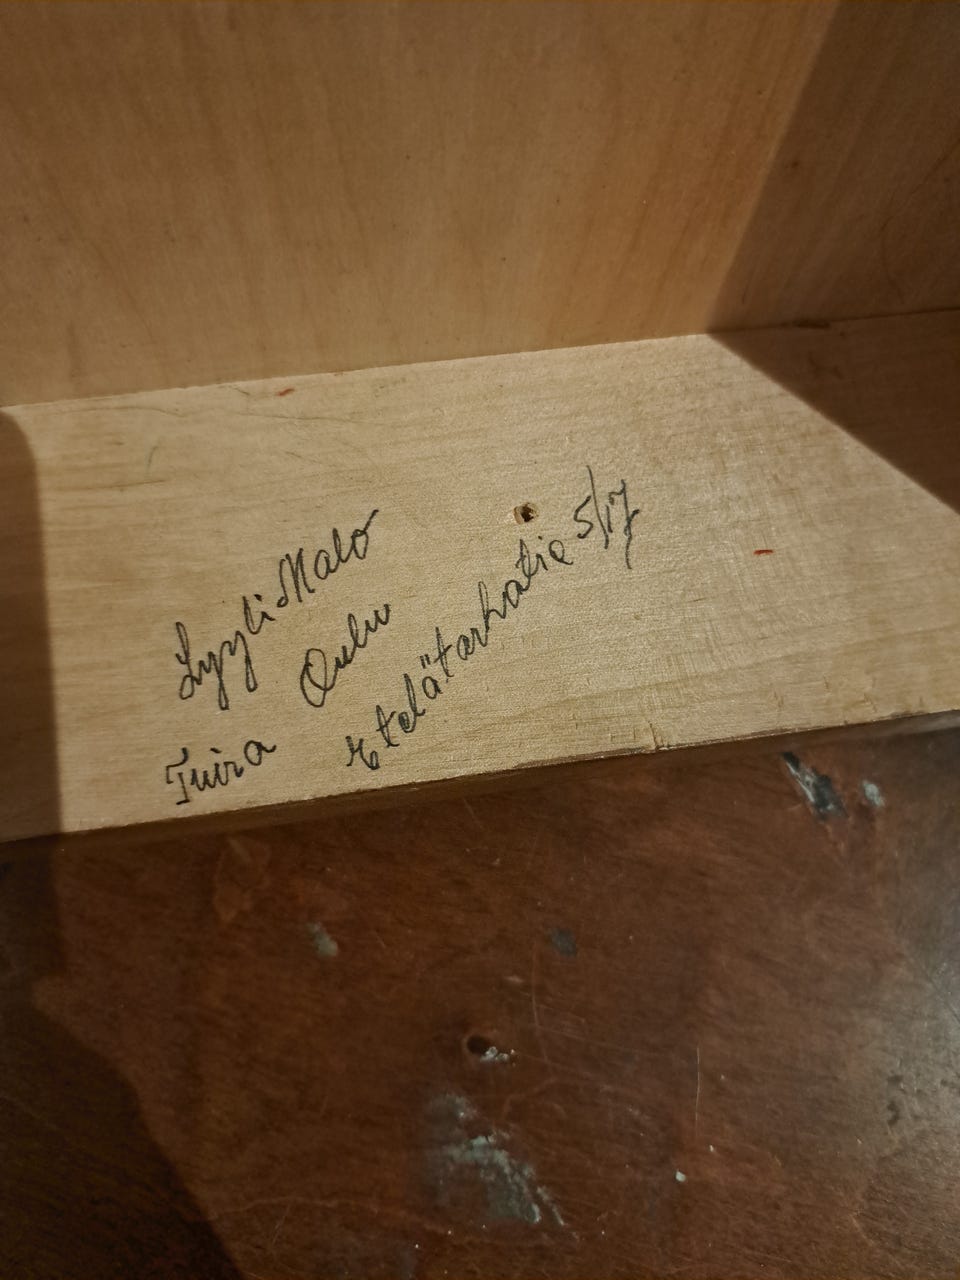 Lyyli Malo
Tuira Oulu
Etelätarhatie 5/17